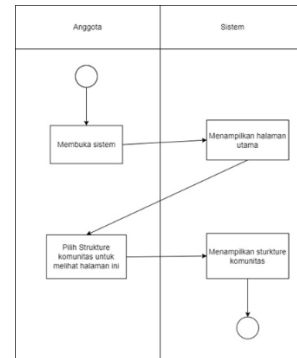 Anggota
Sistem
Membuka sistem
Menampilkan halaman
utama
Pilih Strukture
komunitas untuk
melihat halaman ini
Menampilkan sturkture
komunitas